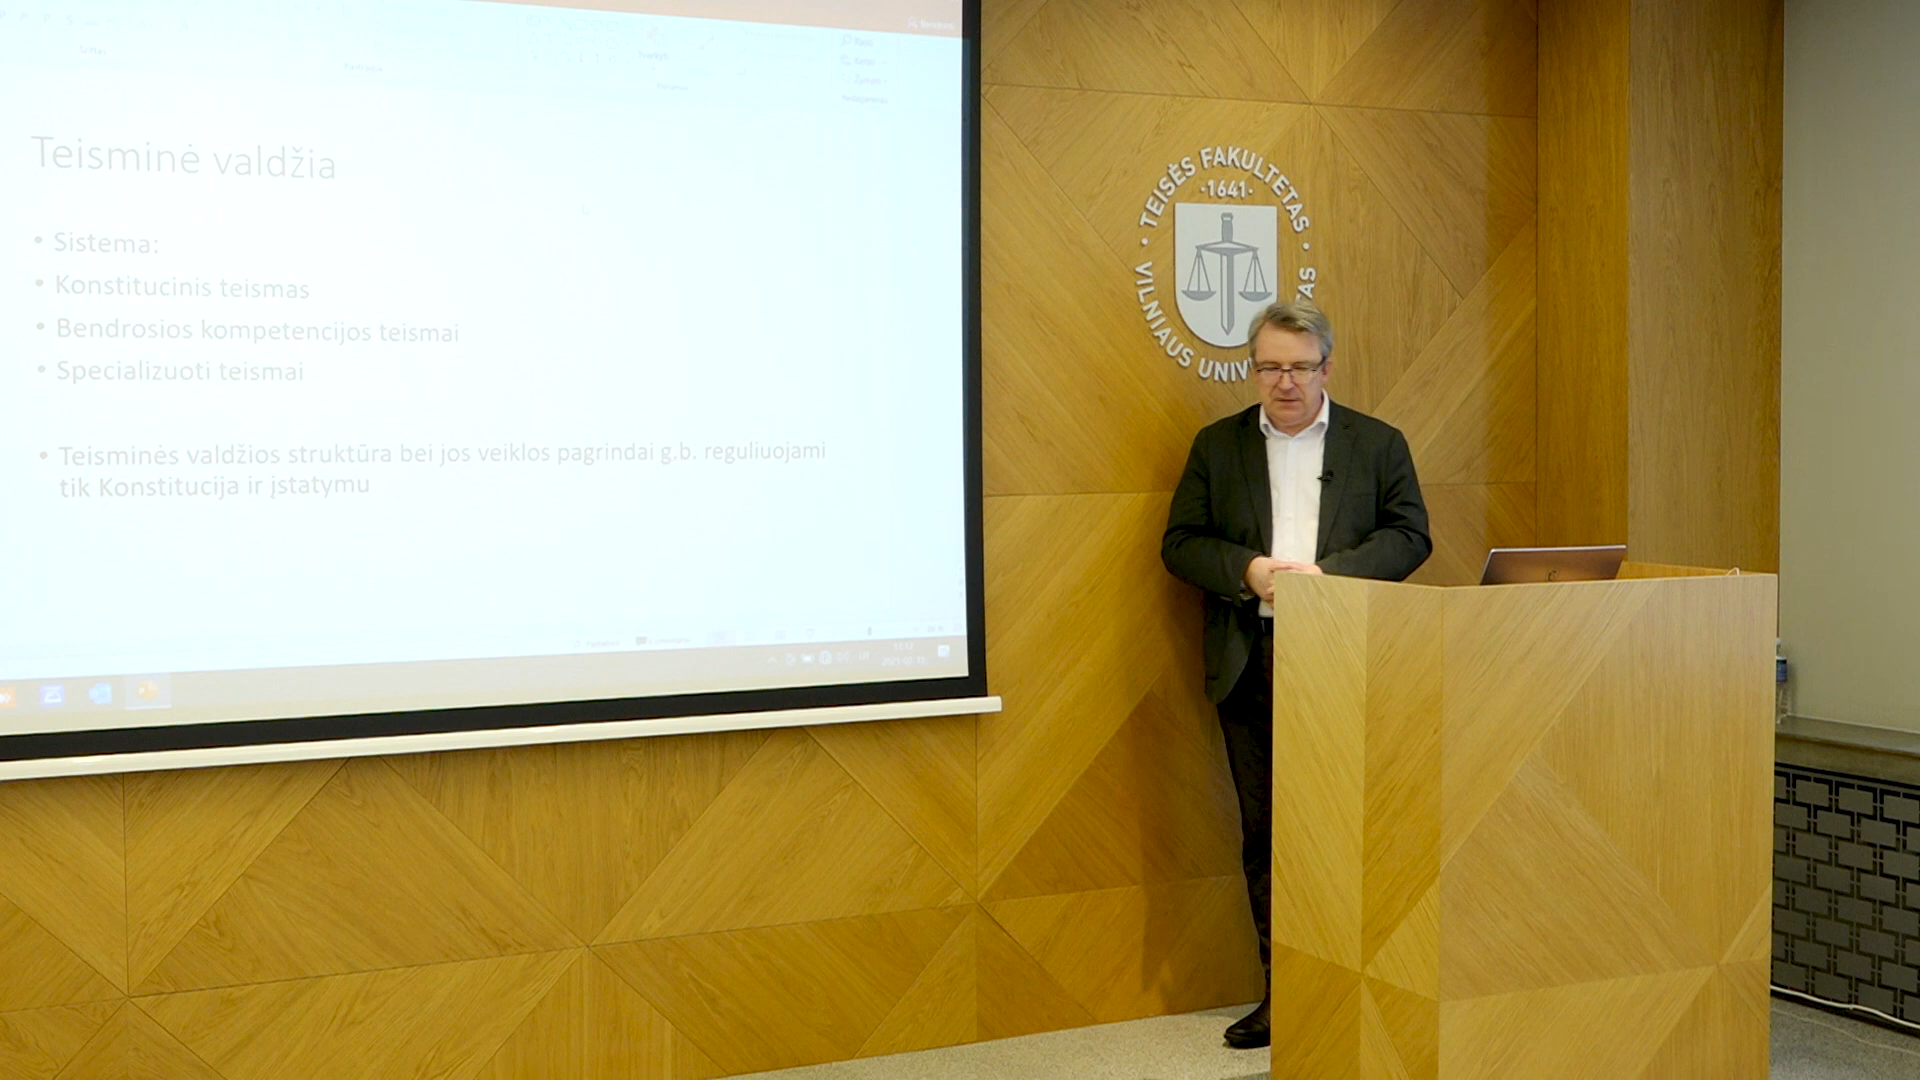 Teisminė valdžia
• Sistema:
• Konstitucinis teismas
• Bendrosios kompetencijos teismai
• Specializuoti teismai
• Teisminės valdžios struktūra bei jos veiklos pagrindai g.b. reguliuojami
tik Konstitucija ir įstatymu
· TEISĖS FAKULTETAS ·
·1641·
VILNIAUS